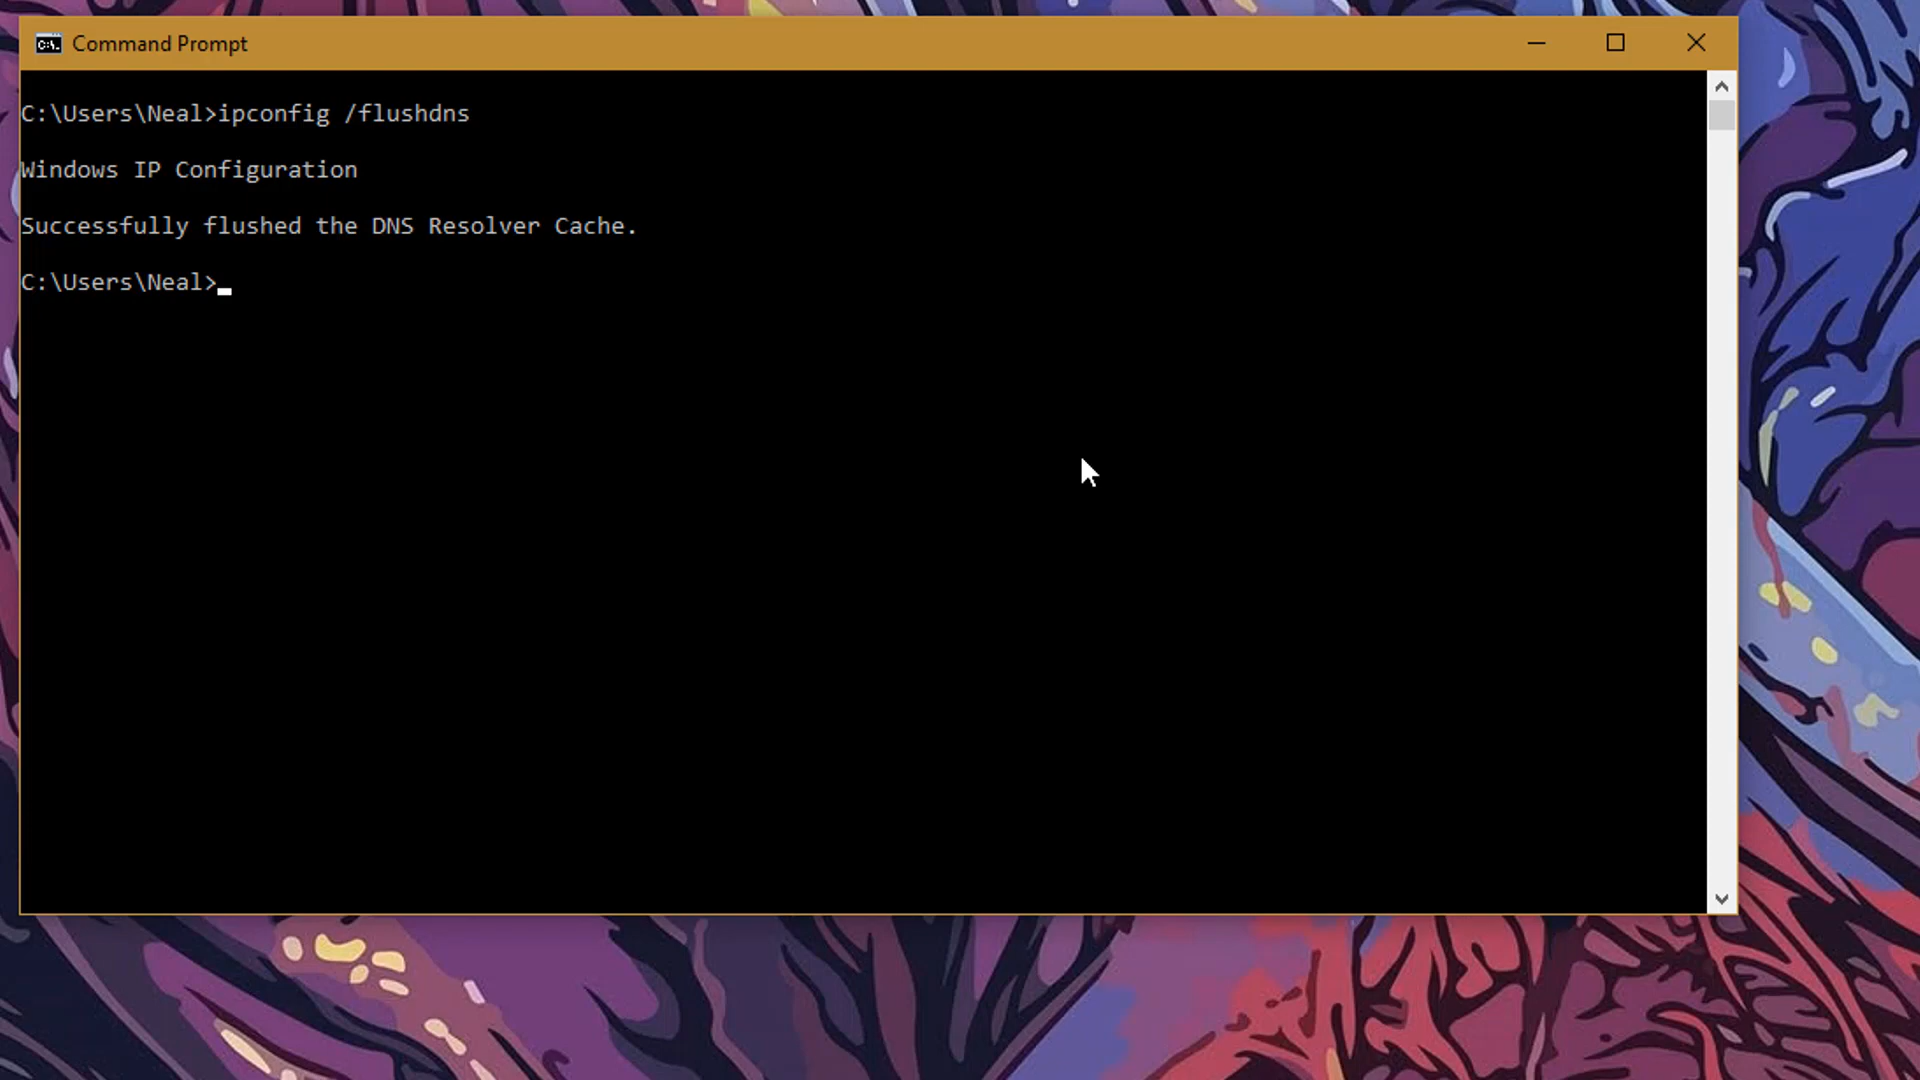 Command Prompt
C:\Users\Neal>ipconfig /flushdns
Windows IP Configuration
Successfully flushed the DNS Resolver Cache.
C:\Users\Neal>